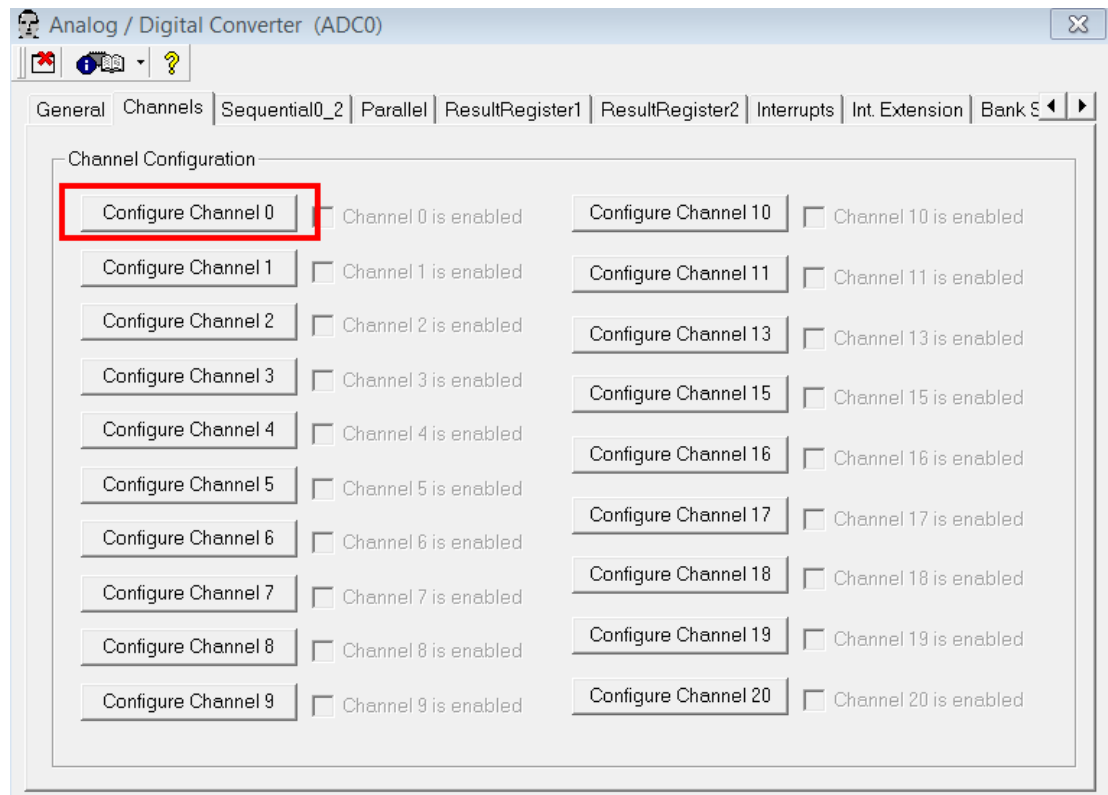 Analog / Digital Converter (ADC0)
General Channels Sequential0_2 Parallel ResultRegister1 ResultRegister2 Interrupts Int. Extension Bank
Channel Configuration
Configure Channel 0 Channel 0 is enabled
Configure Channel 1 Channel 1 is enabled
Configure Channel 2 Channel 2 is enabled
Configure Channel 3 Channel 3 is enabled
Configure Channel 4 Channel 4 is enabled
Configure Channel 5 Channel 5 is enabled
Configure Channel 6 Channel 6 is enabled
Configure Channel 7 Channel 7 is enabled
Configure Channel 8 Channel 8 is enabled
Configure Channel 9 Channel 9 is enabled
Configure Channel 10 Channel 10 is enabled
Configure Channel 11 Channel 11 is enabled
Configure Channel 13 Channel 13 is enabled
Configure Channel 15 Channel 15 is enabled
Configure Channel 16 Channel 16 is enabled
Configure Channel 17 Channel 17 is enabled
Configure Channel 18 Channel 18 is enabled
Configure Channel 19 Channel 19 is enabled
Configure Channel 20 Channel 20 is enabled